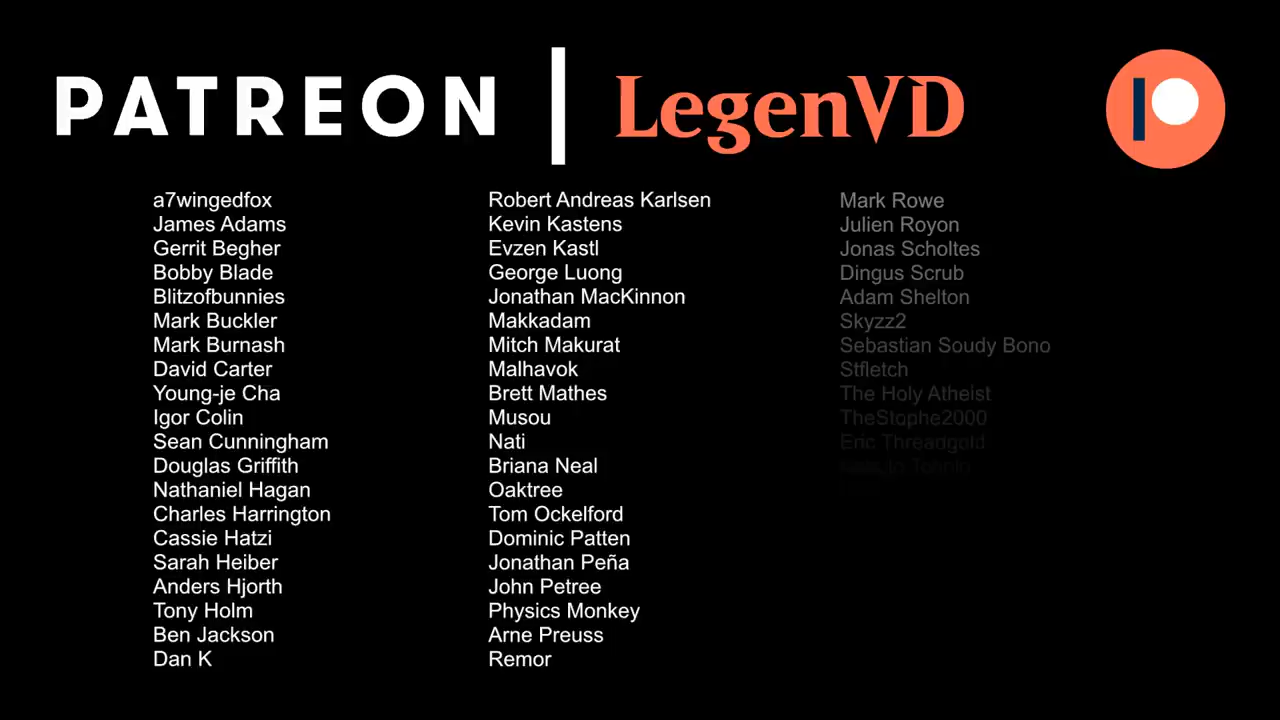 PATREON | LegenVD
a7wingedfox
James Adams
Gerrit Begher
Bobby Blade
Blitzofbunnies
Mark Buckler
Mark Burnash
David Carter
Young-je Cha
Igor Colin
Sean Cunningham
Douglas Griffith
Nathaniel Hagan
Charles Harrington
Cassie Hatzi
Sarah Heiber
Anders Hjorth
Tony Holm
Ben Jackson
Dan K
Robert Andreas Karlsen
Kevin Kastens
Evzen Kastl
George Luong
Jonathan MacKinnon
Makkadam
Mitch Makurat
Malhavok
Brett Mathes
Musou
Nati
Briana Neal
Oaktree
Tom Ockelford
Dominic Patten
Jonathan Peña
John Petree
Physics Monkey
Arne Preuss
Remor
Mark Rowe
Julien Royon
Jonas Scholtes
Dingus Scrub
Adam Shelton
Skyzz2
Sebastian Soudy Bono
Stfletch
The Holy Atheist
TheStophe2000
Eric Threadgold